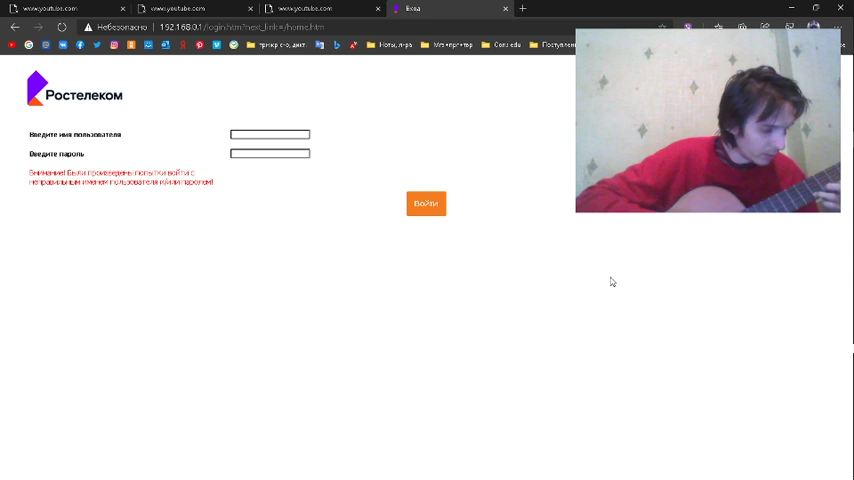 www.youtube.com
www.youtube.com
www.youtube.com
Вход
Небезопасно
192.168.0.1/login.htm?next_link=/home.htm
Ростелеком
Введите имя пользователя
Введите пароль
Внимание! Были произведены попытки войти с
неправильным именем пользователя и/или паролем!
Войти